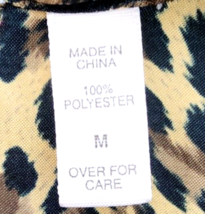 MADE IN
CHINA
100%
POLYESTER
M
OVER FOR
CARE